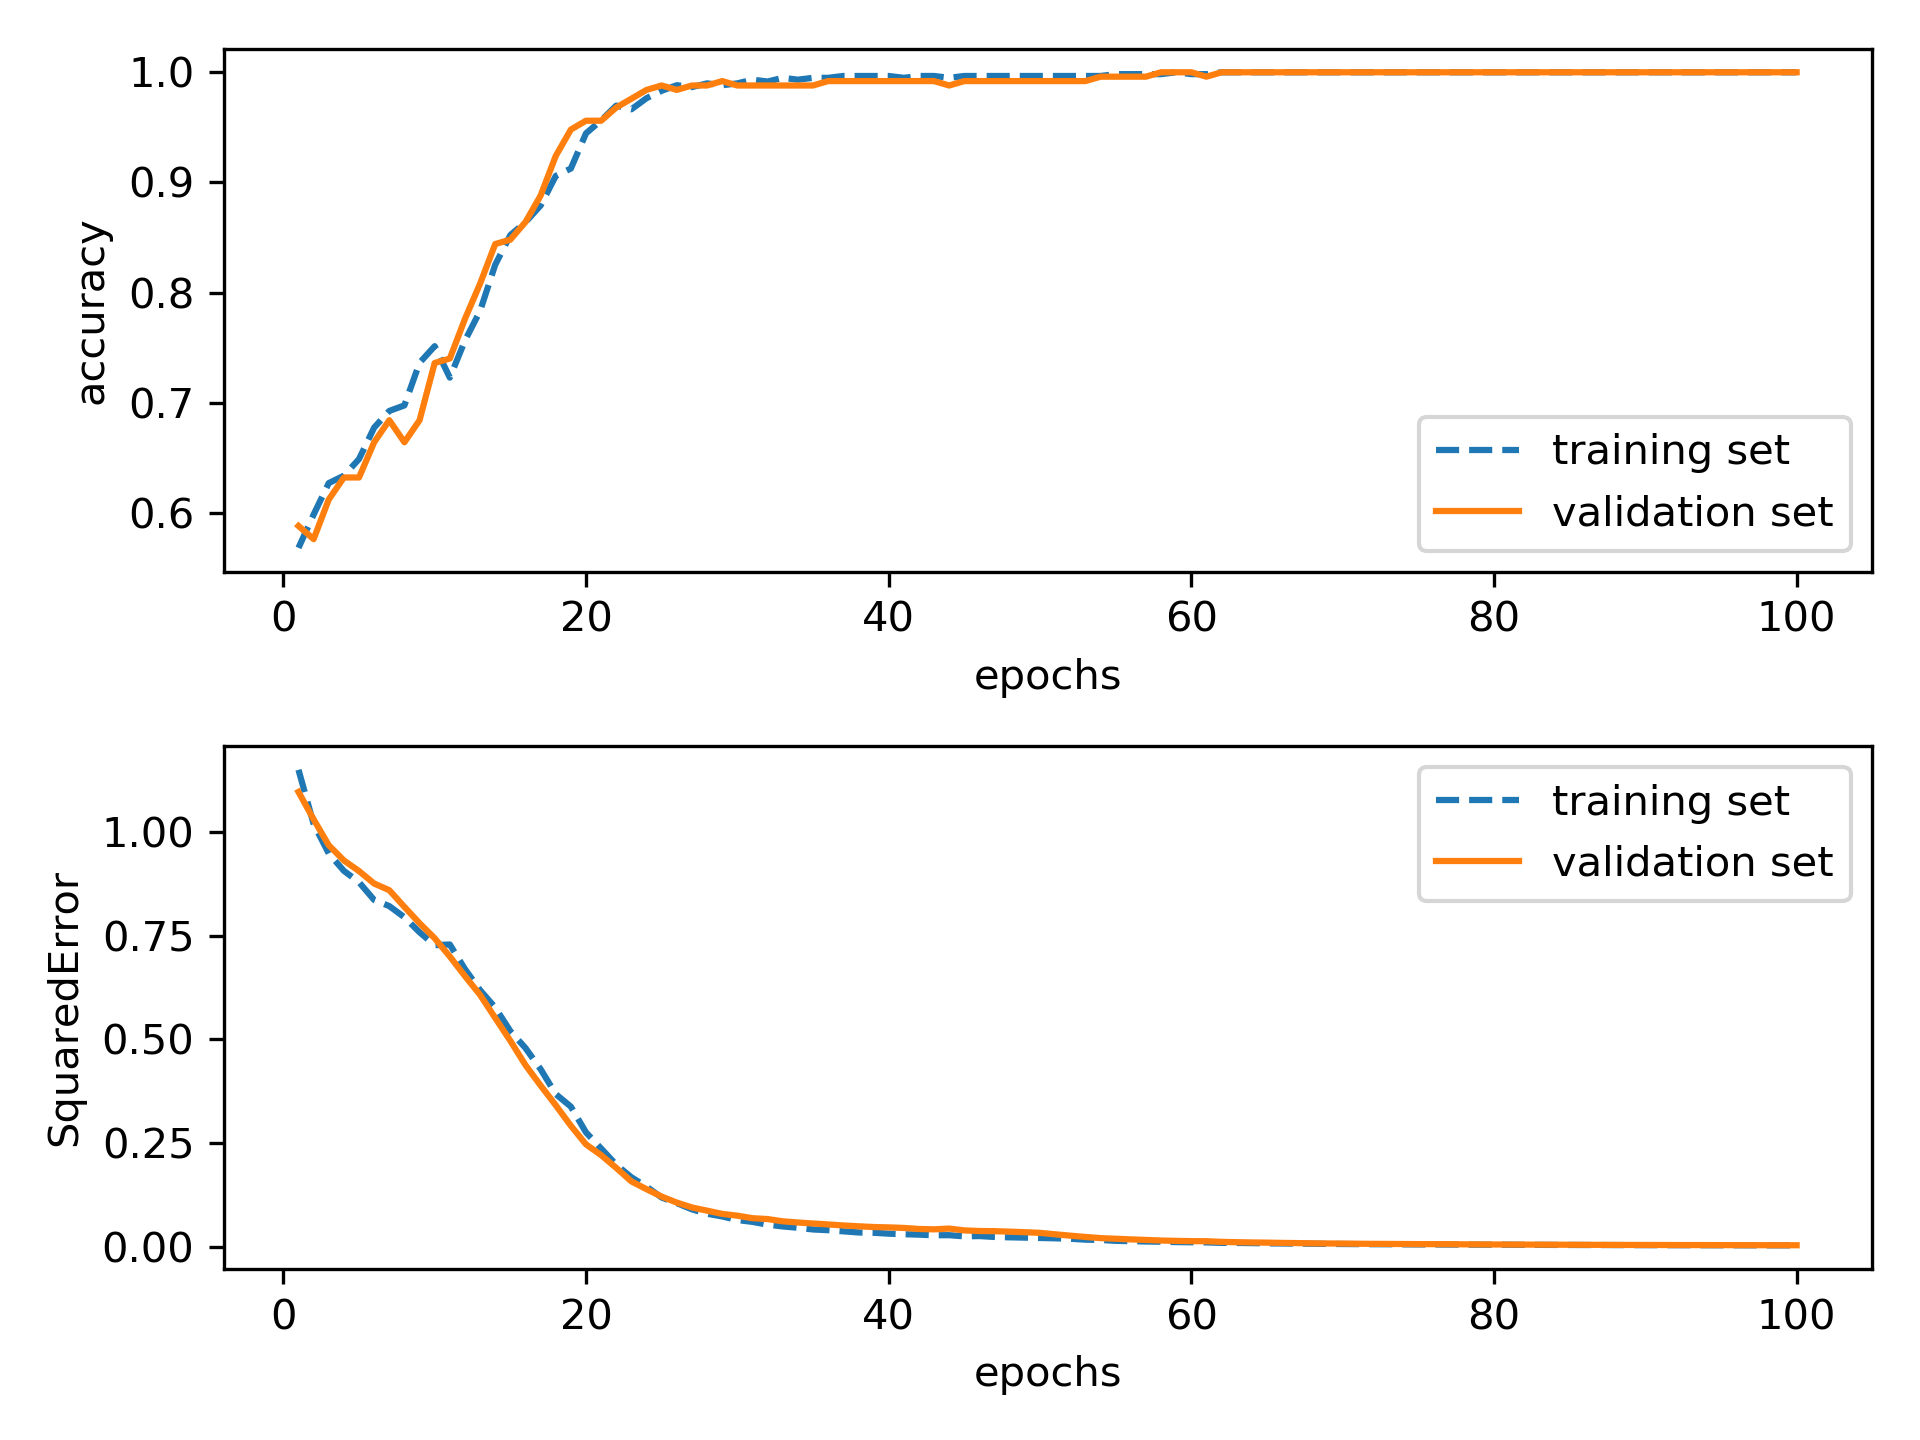 1.0
0.9
0.8
0.7
0.6
accuracy
training set
validation set
0 20 40 60 80 100
epochs
1.00
0.75
0.50
0.25
0.00
SquaredError
training set
validation set
0 20 40 60 80 100
epochs